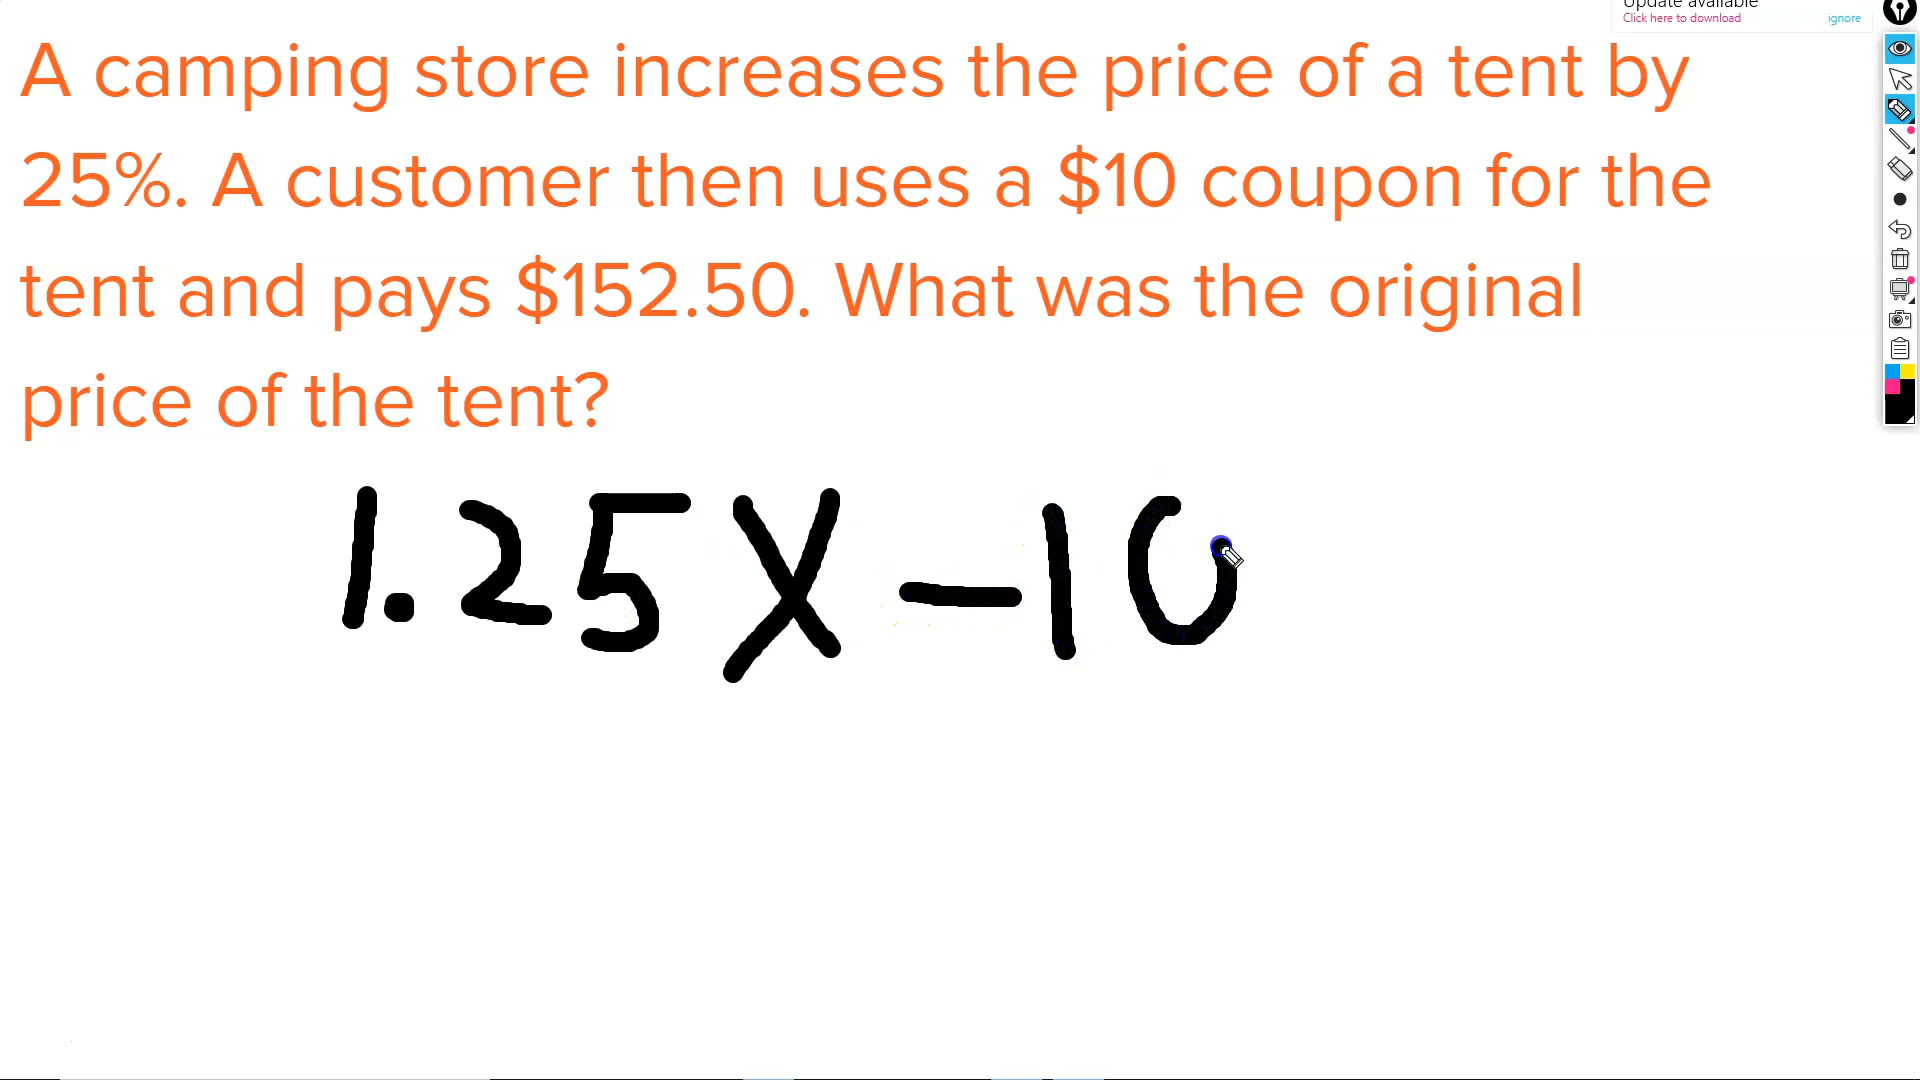 Update available
Click here to download ignore
A camping store increases the price of a tent by
25%. A customer then uses a $10 coupon for the
tent and pays $152.50. What was the original
price of the tent?
1.25X-10